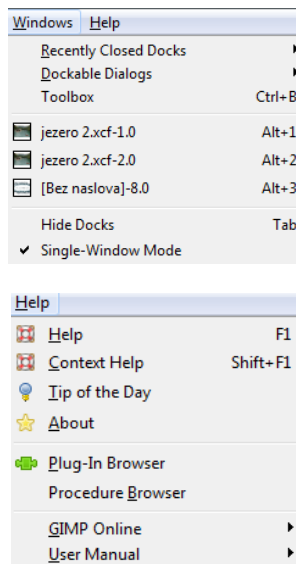 Windows Help
Recently Closed Docks
Dockable Dialogs
Toolbox Ctrl+B
jezero 2.xcf-1.0 Alt+1
jezero 2.xcf-2.0 Alt+2
[Bez naslova]-8.0 Alt+3
Hide Docks Tab
Single-Window Mode
Help
Help F1
Context Help Shift+F1
Tip of the Day
About
Plug-In Browser
Procedure Browser
GIMP Online
User Manual